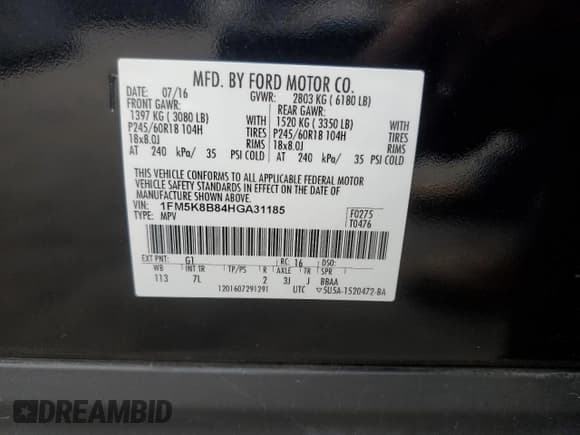 MFD. BY FORD MOTOR CO.
DATE: 07/16 GVWR: 2803 KG ( 6180 LB)
FRONT GAWR: REAR GAWR:
1397 KG ( 3080 LB) WITH 1520 KG ( 3350 LB) WITH
P245/60R18 104H TIRES P245/60R18 104H TIRES
18x8.0J RIMS 18x8.0J RIMS
AT 240 kPa/ 35 PSI COLD AT 240 kPa/ 35 PSI COLD
THIS VEHICLE CONFORMS TO ALL APPLICABLE FEDERAL MOTOR
VEHICLE SAFETY STANDARDS IN EFFECT ON THE DATE OF
MANUFACTURE SHOWN ABOVE.
VIN: 1FM5K8B84HGA31185 F0275
TYPE: MPV T0476
EXT PNT: G1 RC: 16 DSO:
WB INT TR TP/PS R AXLE TR SPR
113 7L 2 3J J BBAA
1201607291291 UTC ▽5U5A-1520472-BA
DREAMBID